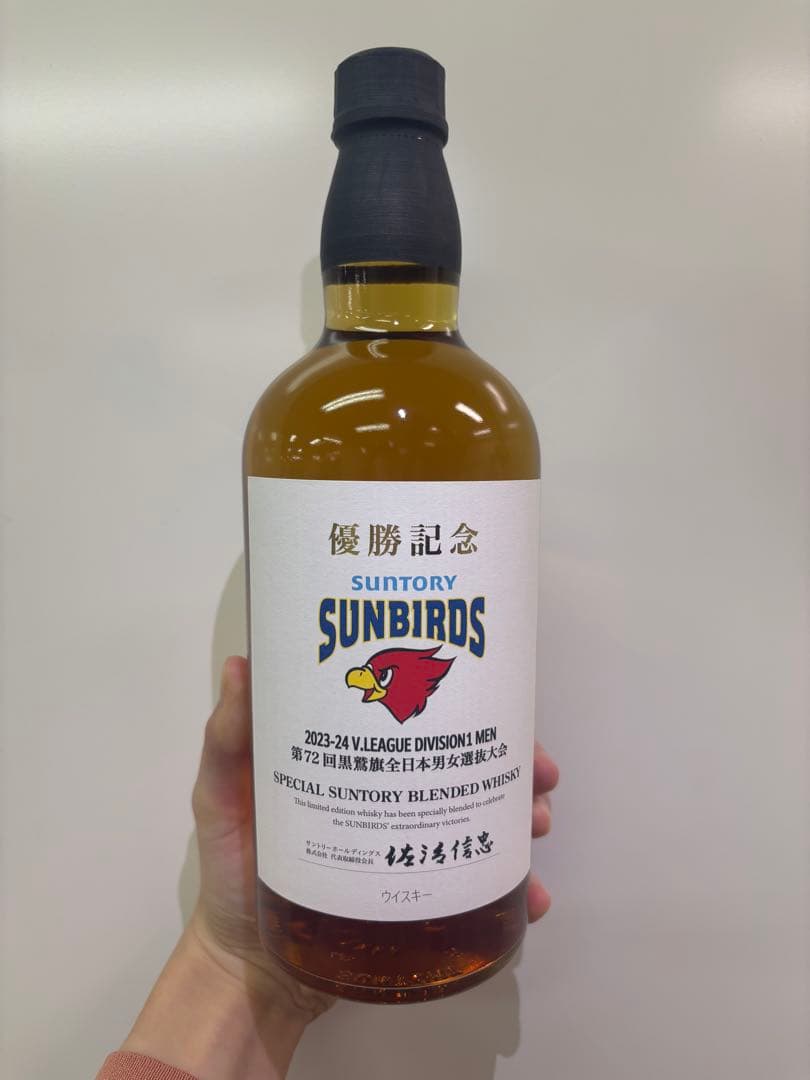 優勝記念
SUNTORY
SUNBIRDS
2023-24 V.LEAGUE DIVISION1 MEN
第72回黒鷲旗全日本男女選抜大会
SPECIAL SUNTORY BLENDED WHISKY
This limited edition whisky has been specially blended to celebrate
the SUNBIRDS' extraordinary victories.
サントリーホールディングス
株式会社 代表取締役会長 佐治信忠
ウイスキー